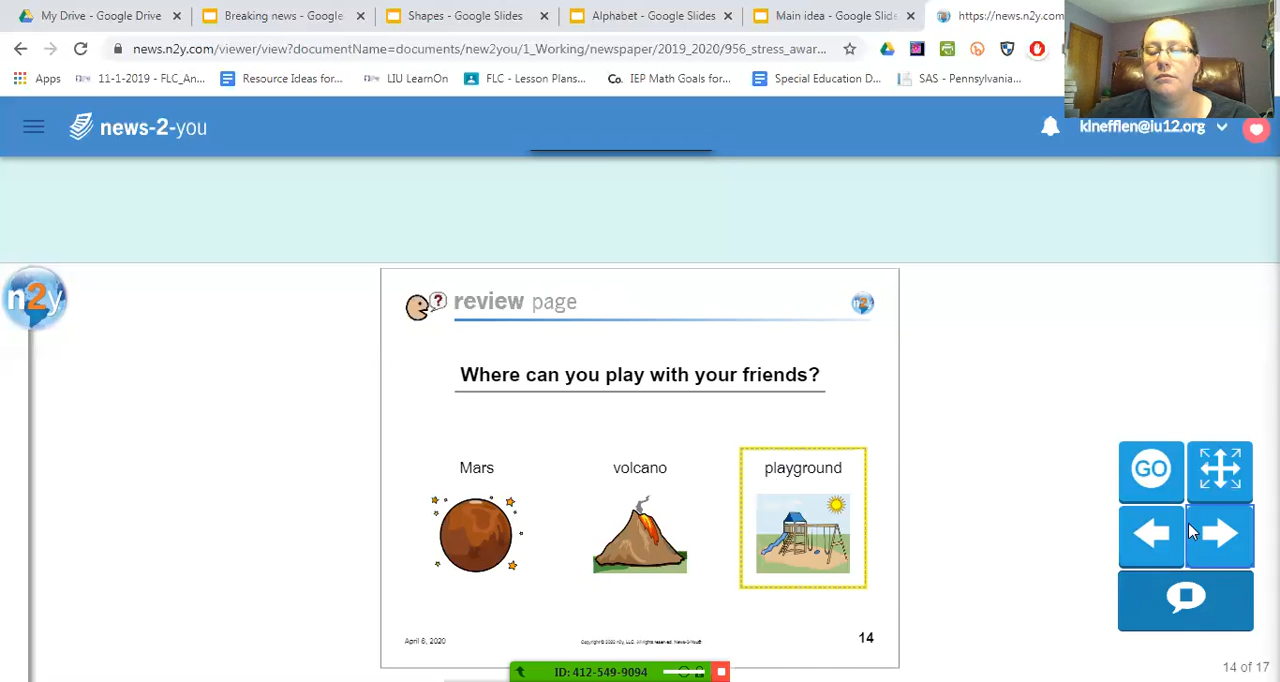 My Drive - Google Drive
Breaking news - Google
Shapes - Google Slides
Alphabet - Google Slides
Main idea - Google Slide
https://news.n2y.com
news.n2y.com/viewer/view?documentName=documents/new2you/1_Working/newspaper/2019_2020/956_stress_awar...
Apps
11-1-2019 - FLC_An...
Resource Ideas for...
LIU LearnOn
FLC - Lesson Plans...
Co. IEP Math Goals for...
Special Education D...
SAS - Pennsylvania...
news-2-you
klnefflen@iu12.org
n2y
review page
n2y
Where can you play with your friends?
Mars
volcano
playground
GO
April 6, 2020
14
14 of 17
ID: 412-549-9094